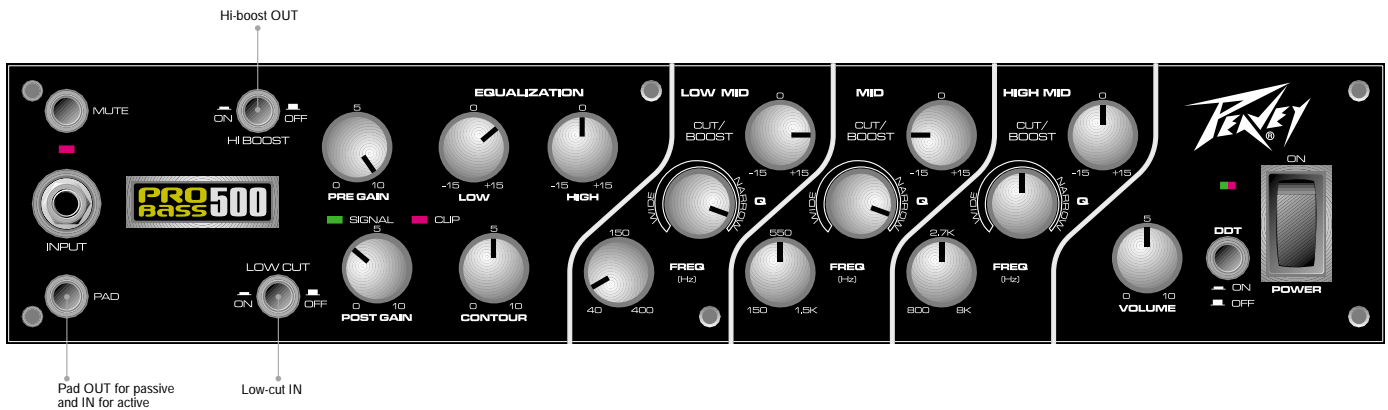 Hi-boost OUT
MUTE
ON
OFF
HI BOOST
INPUT
PRO
BASS
500
PAD
LOW CUT
ON
OFF
5
0 10
PRE GAIN
EQUALIZATION
0
-15 +15
LOW
0
-15 +15
HIGH
SIGNAL
CLIP
5
0 10
POST GAIN
5
0 10
CONTOUR
LOW MID
0
CUT/
BOOST
-15 +15
WIDE
NARROW
Q
150
FREQ
(Hz)
40 400
MID
0
CUT/
BOOST
-15 +15
WIDE
NARROW
Q
550
FREQ
(Hz)
150 1.5K
HIGH MID
0
CUT/
BOOST
-15 +15
WIDE
NARROW
Q
2.7K
FREQ
(Hz)
800 8K
PEAVEY
®
5
0 10
VOLUME
DDT
ON
OFF
ON
POWER
Pad OUT for passive
and IN for active
Low-cut IN